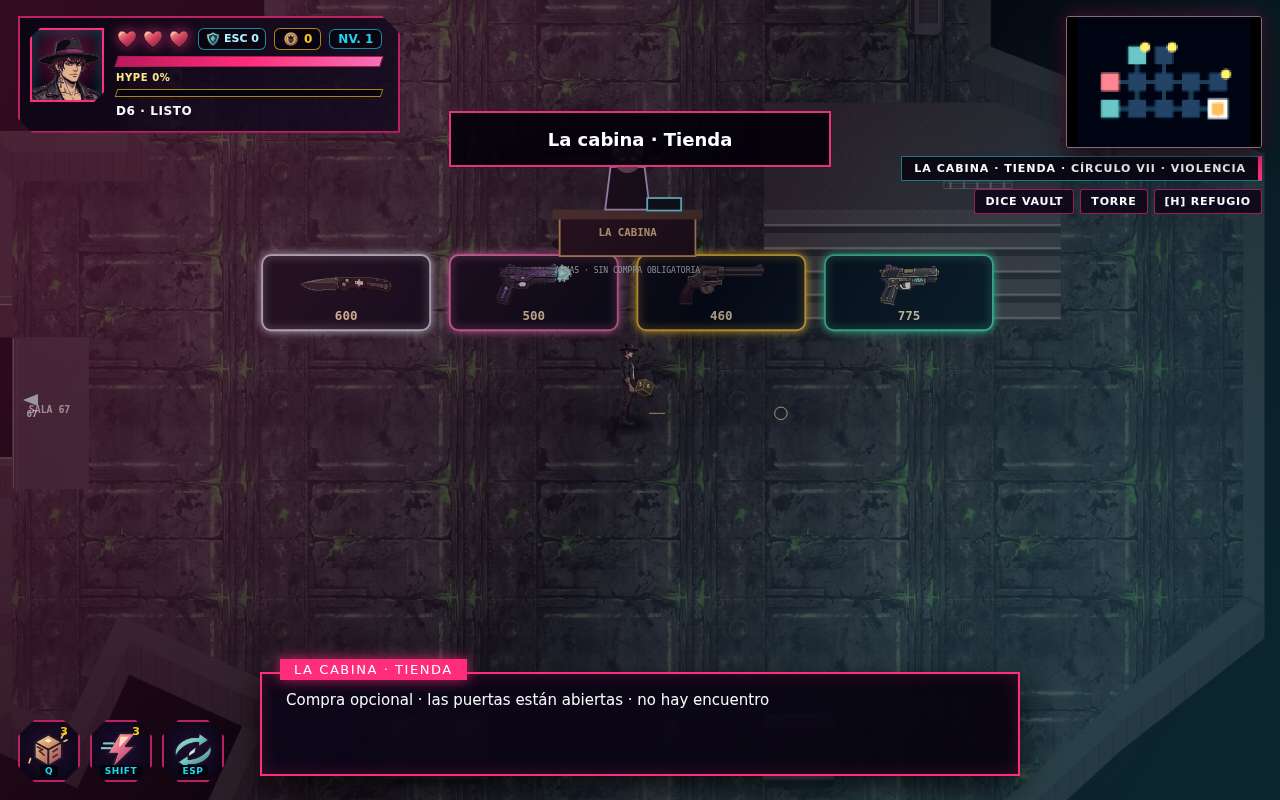 ESC 0
0
NV. 1
HYPE 0%
D6 · LISTO
La cabina · Tienda
LA CABINA · TIENDA · CÍRCULO VII · VIOLENCIA
DICE VAULT
TORRE
[H] REFUGIO
LA CABINA
· SIN COMPRA OBLIGATORIA
600
500
460
775
SALA 67
67
LA CABINA · TIENDA
Compra opcional · las puertas están abiertas · no hay encuentro
3
Q
3
SHIFT
ESP